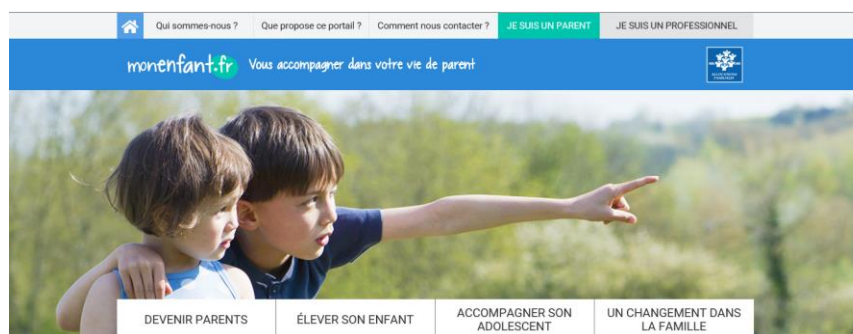 Qui sommes-nous ? Que propose ce portail ? Comment nous contacter ? JE SUIS UN PARENT JE SUIS UN PROFESSIONNEL
monenfant.fr Vous accompagner dans votre vie de parent
DEVENIR PARENTS ÉLEVER SON ENFANT ACCOMPAGNER SON ADOLESCENT UN CHANGEMENT DANS LA FAMILLE